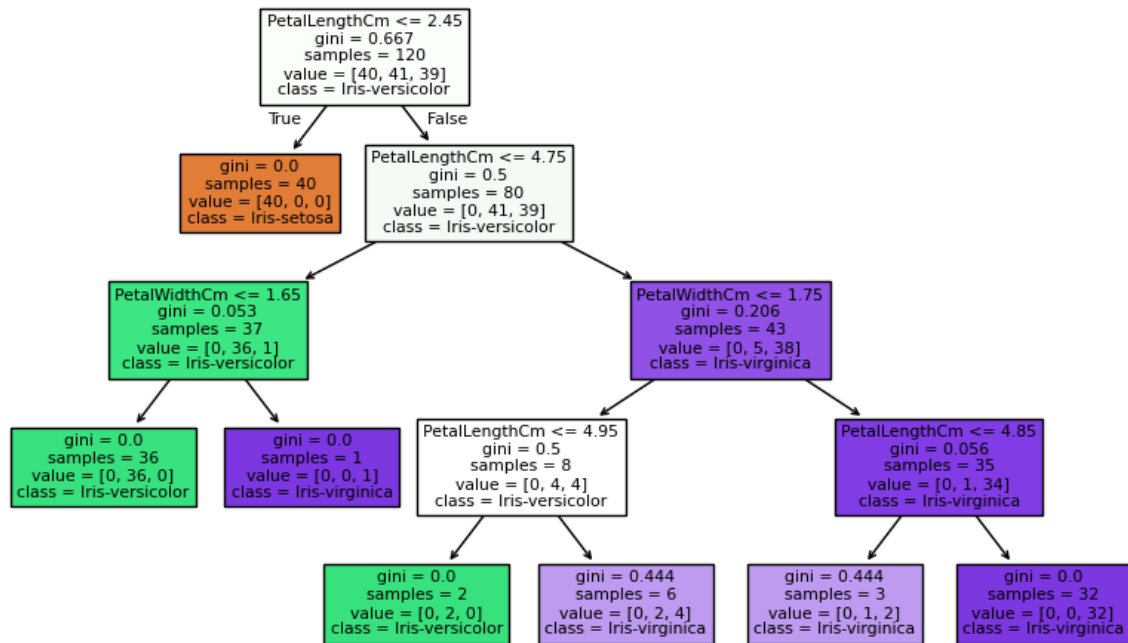 PetalLengthCm <= 2.45
gini = 0.667
samples = 120
value = [40, 41, 39]
class = Iris-versicolor
True
False
gini = 0.0
samples = 40
value = [40, 0, 0]
class = Iris-setosa
PetalLengthCm <= 4.75
gini = 0.5
samples = 80
value = [0, 41, 39]
class = Iris-versicolor
PetalWidthCm <= 1.65
gini = 0.053
samples = 37
value = [0, 36, 1]
class = Iris-versicolor
PetalWidthCm <= 1.75
gini = 0.206
samples = 43
value = [0, 5, 38]
class = Iris-virginica
gini = 0.0
samples = 36
value = [0, 36, 0]
class = Iris-versicolor
gini = 0.0
samples = 1
value = [0, 0, 1]
class = Iris-virginica
PetalLengthCm <= 4.95
gini = 0.5
samples = 8
value = [0, 4, 4]
class = Iris-versicolor
PetalLengthCm <= 4.85
gini = 0.056
samples = 35
value = [0, 1, 34]
class = Iris-virginica
gini = 0.0
samples = 2
value = [0, 2, 0]
class = Iris-versicolor
gini = 0.444
samples = 6
value = [0, 2, 4]
class = Iris-virginica
gini = 0.444
samples = 3
value = [0, 1, 2]
class = Iris-virginica
gini = 0.0
samples = 32
value = [0, 0, 32]
class = Iris-virginica